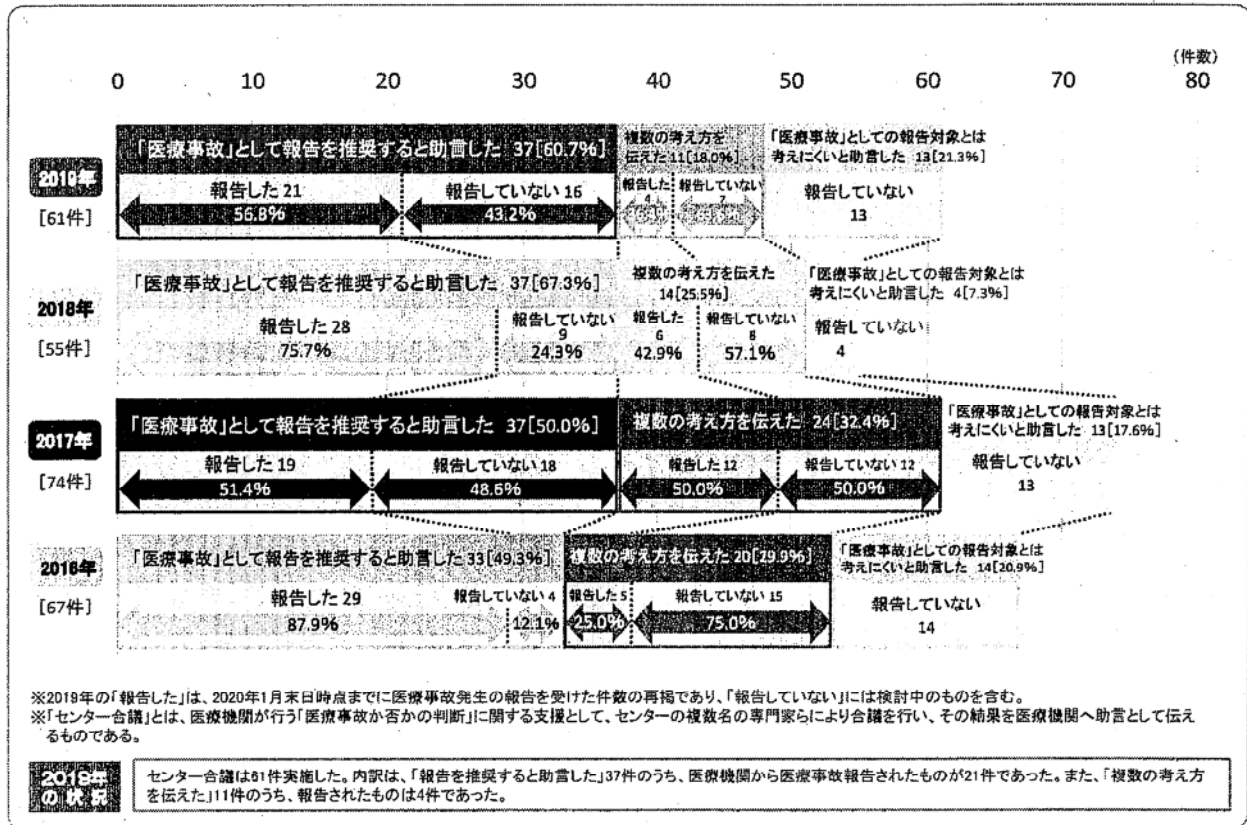 (件数)
0 10 20 30 40 50 60 70 80
「医療事故」として報告を推奨すると助言した 37[60.7%]
複数の考え方を
伝えた 11[18.0%]
「医療事故」としての報告対象とは
考えにくいと助言した 13[21.3%]
2019年
[61件]
報告した 21
56.8%
報告していない 16
43.2%
報告した
4
報告していない
7
報告していない
13
「医療事故」として報告を推奨すると助言した 37[67.3%]
複数の考え方を伝えた
14[25.5%]
「医療事故」としての報告対象とは
考えにくいと助言した 4[7.3%]
2018年
[55件]
報告した 28
75.7%
報告していない
9
24.3%
報告した
6
42.9%
報告していない
8
57.1%
報告していない
4
「医療事故」として報告を推奨すると助言した 37[50.0%]
複数の考え方を伝えた 24[32.4%]
「医療事故」としての報告対象とは
考えにくいと助言した 13[17.6%]
2017年
[74件]
報告した 19
51.4%
報告していない 18
48.6%
報告した 12
50.0%
報告していない 12
50.0%
報告していない
13
「医療事故」として報告を推奨すると助言した 33[49.3%]
複数の考え方を伝えた 20[29.9%]
「医療事故」としての報告対象とは
考えにくいと助言した 14[20.9%]
2016年
[67件]
報告した 29
87.9%
報告していない 4
12.1%
報告した 5
25.0%
報告していない 15
75.0%
報告していない
14
※2019年の「報告した」は、2020年1月末日時点までに医療事故発生の報告を受けた件数の再掲であり、「報告していない」には検討中のものを含む。
※「センター会議」とは、医療機関が行う「医療事故か否かの判断」に関する支援として、センターの複数名の専門家らにより会議を行い、その結果を医療機関へ助言として伝え
るものである。
2019年
の状況
センター会議は61件実施した。内訳は、「報告を推奨すると助言した」37件のうち、医療機関から医療事故報告されたものが21件であった。また、「複数の考え方
を伝えた」11件のうち、報告されたものは4件であった。